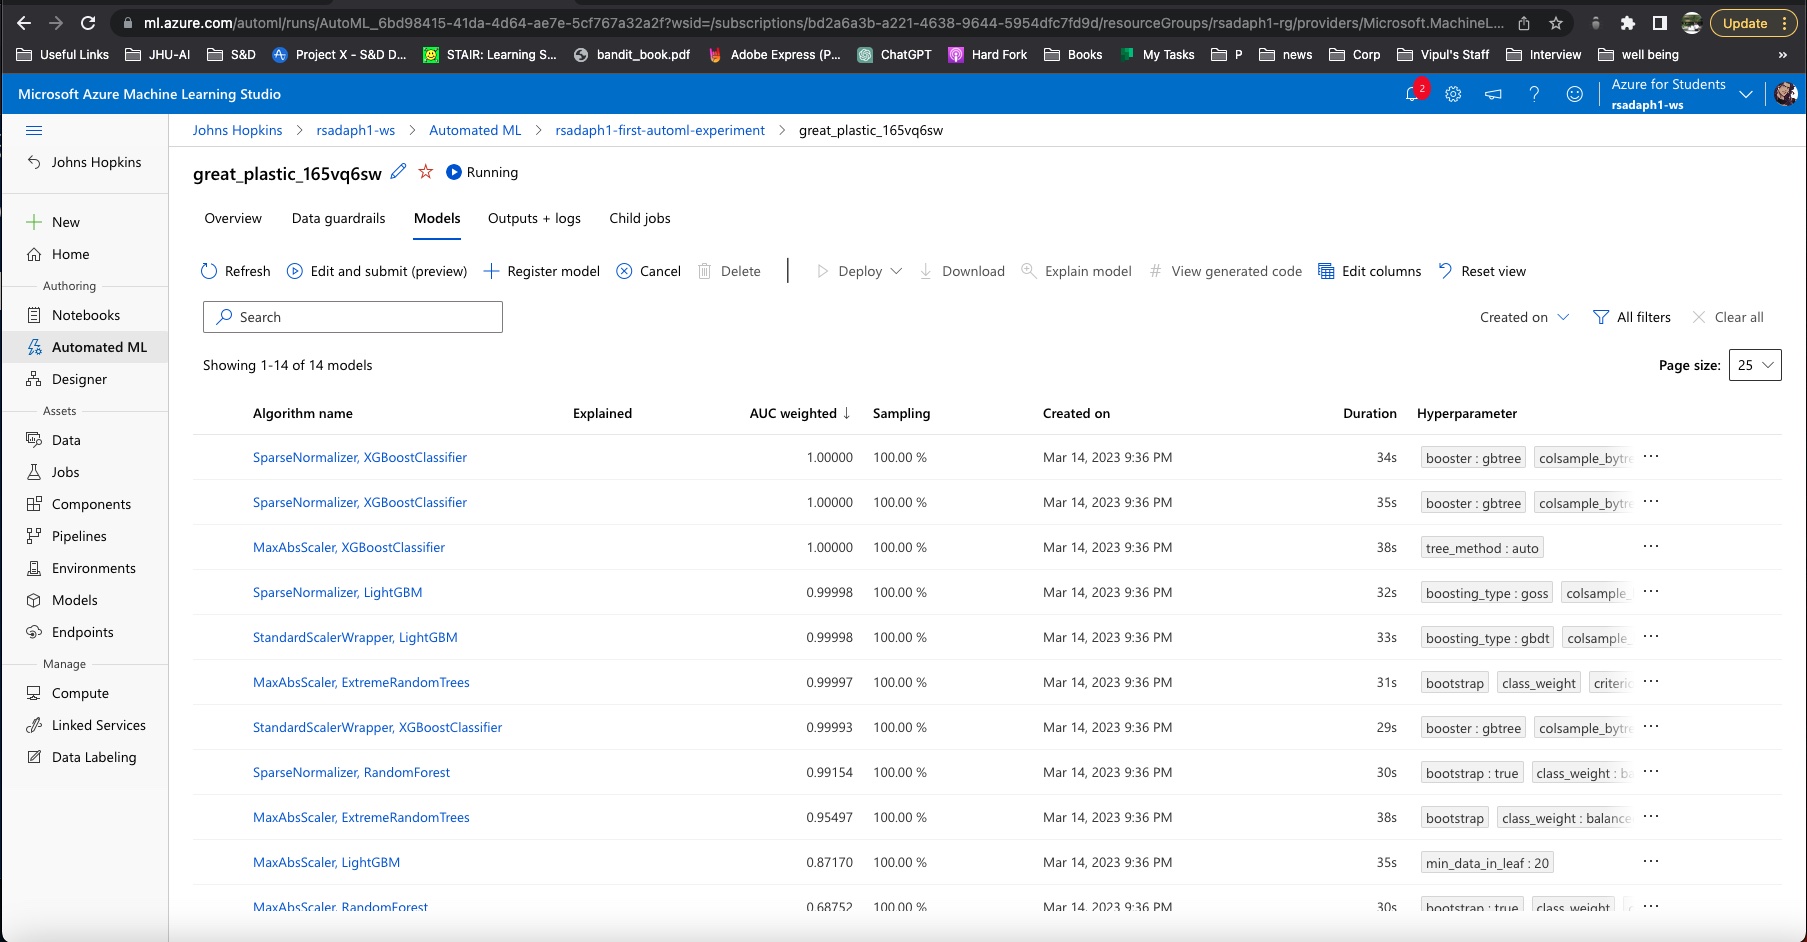 ml.azure.com/automl/runs/AutoML_6bd98415-41da-4d64-ae7e-5cf767a32a2f?wsid=/subscriptions/bd2a6a3b-a221-4638-9644-5954dfc7fd9d/resourceGroups/rsadaph1-rg/providers/Microsoft.MachineL... Update
Useful Links JHU-AI S&D Project X - S&D D... STAIR: Learning S... bandit_book.pdf Adobe Express (P... ChatGPT Hard Fork Books My Tasks P news Corp Vipul's Staff Interview well being »
Microsoft Azure Machine Learning Studio 2 ? Azure for Students
rsadaph1-ws
Johns Hopkins > rsadaph1-ws > Automated ML > rsadaph1-first-automl-experiment > great_plastic_165vq6sw
Johns Hopkins
New
Home
Authoring
Notebooks
Automated ML
Designer
Assets
Data
Jobs
Components
Pipelines
Environments
Models
Endpoints
Manage
Compute
Linked Services
Data Labeling
great_plastic_165vq6sw Running
Overview Data guardrails Models Outputs + logs Child jobs
Refresh Edit and submit (preview) Register model Cancel Delete | Deploy Download Explain model # View generated code Edit columns Reset view
Search Created on All filters Clear all
Showing 1-14 of 14 models Page size: 25
Algorithm name Explained AUC weighted ↓ Sampling Created on Duration Hyperparameter
SparseNormalizer, XGBoostClassifier 1.00000 100.00 % Mar 14, 2023 9:36 PM 34s booster : gbtree colsample_bytre ...
SparseNormalizer, XGBoostClassifier 1.00000 100.00 % Mar 14, 2023 9:36 PM 35s booster : gbtree colsample_bytre ...
MaxAbsScaler, XGBoostClassifier 1.00000 100.00 % Mar 14, 2023 9:36 PM 38s tree_method : auto ...
SparseNormalizer, LightGBM 0.99998 100.00 % Mar 14, 2023 9:36 PM 32s boosting_type : goss colsample_ ...
StandardScalerWrapper, LightGBM 0.99998 100.00 % Mar 14, 2023 9:36 PM 33s boosting_type : gbdt colsample_ ...
MaxAbsScaler, ExtremeRandomTrees 0.99997 100.00 % Mar 14, 2023 9:36 PM 31s bootstrap class_weight criteric ...
StandardScalerWrapper, XGBoostClassifier 0.99993 100.00 % Mar 14, 2023 9:36 PM 29s booster : gbtree colsample_bytre ...
SparseNormalizer, RandomForest 0.99154 100.00 % Mar 14, 2023 9:36 PM 30s bootstrap : true class_weight : ba ...
MaxAbsScaler, ExtremeRandomTrees 0.95497 100.00 % Mar 14, 2023 9:36 PM 38s bootstrap class_weight : balance ...
MaxAbsScaler, LightGBM 0.87170 100.00 % Mar 14, 2023 9:36 PM 35s min_data_in_leaf : 20 ...
MaxAbsScaler, RandomForest 0.68752 100.00 % Mar 14, 2023 9:36 PM 30s bootstrap : true class_weight ...